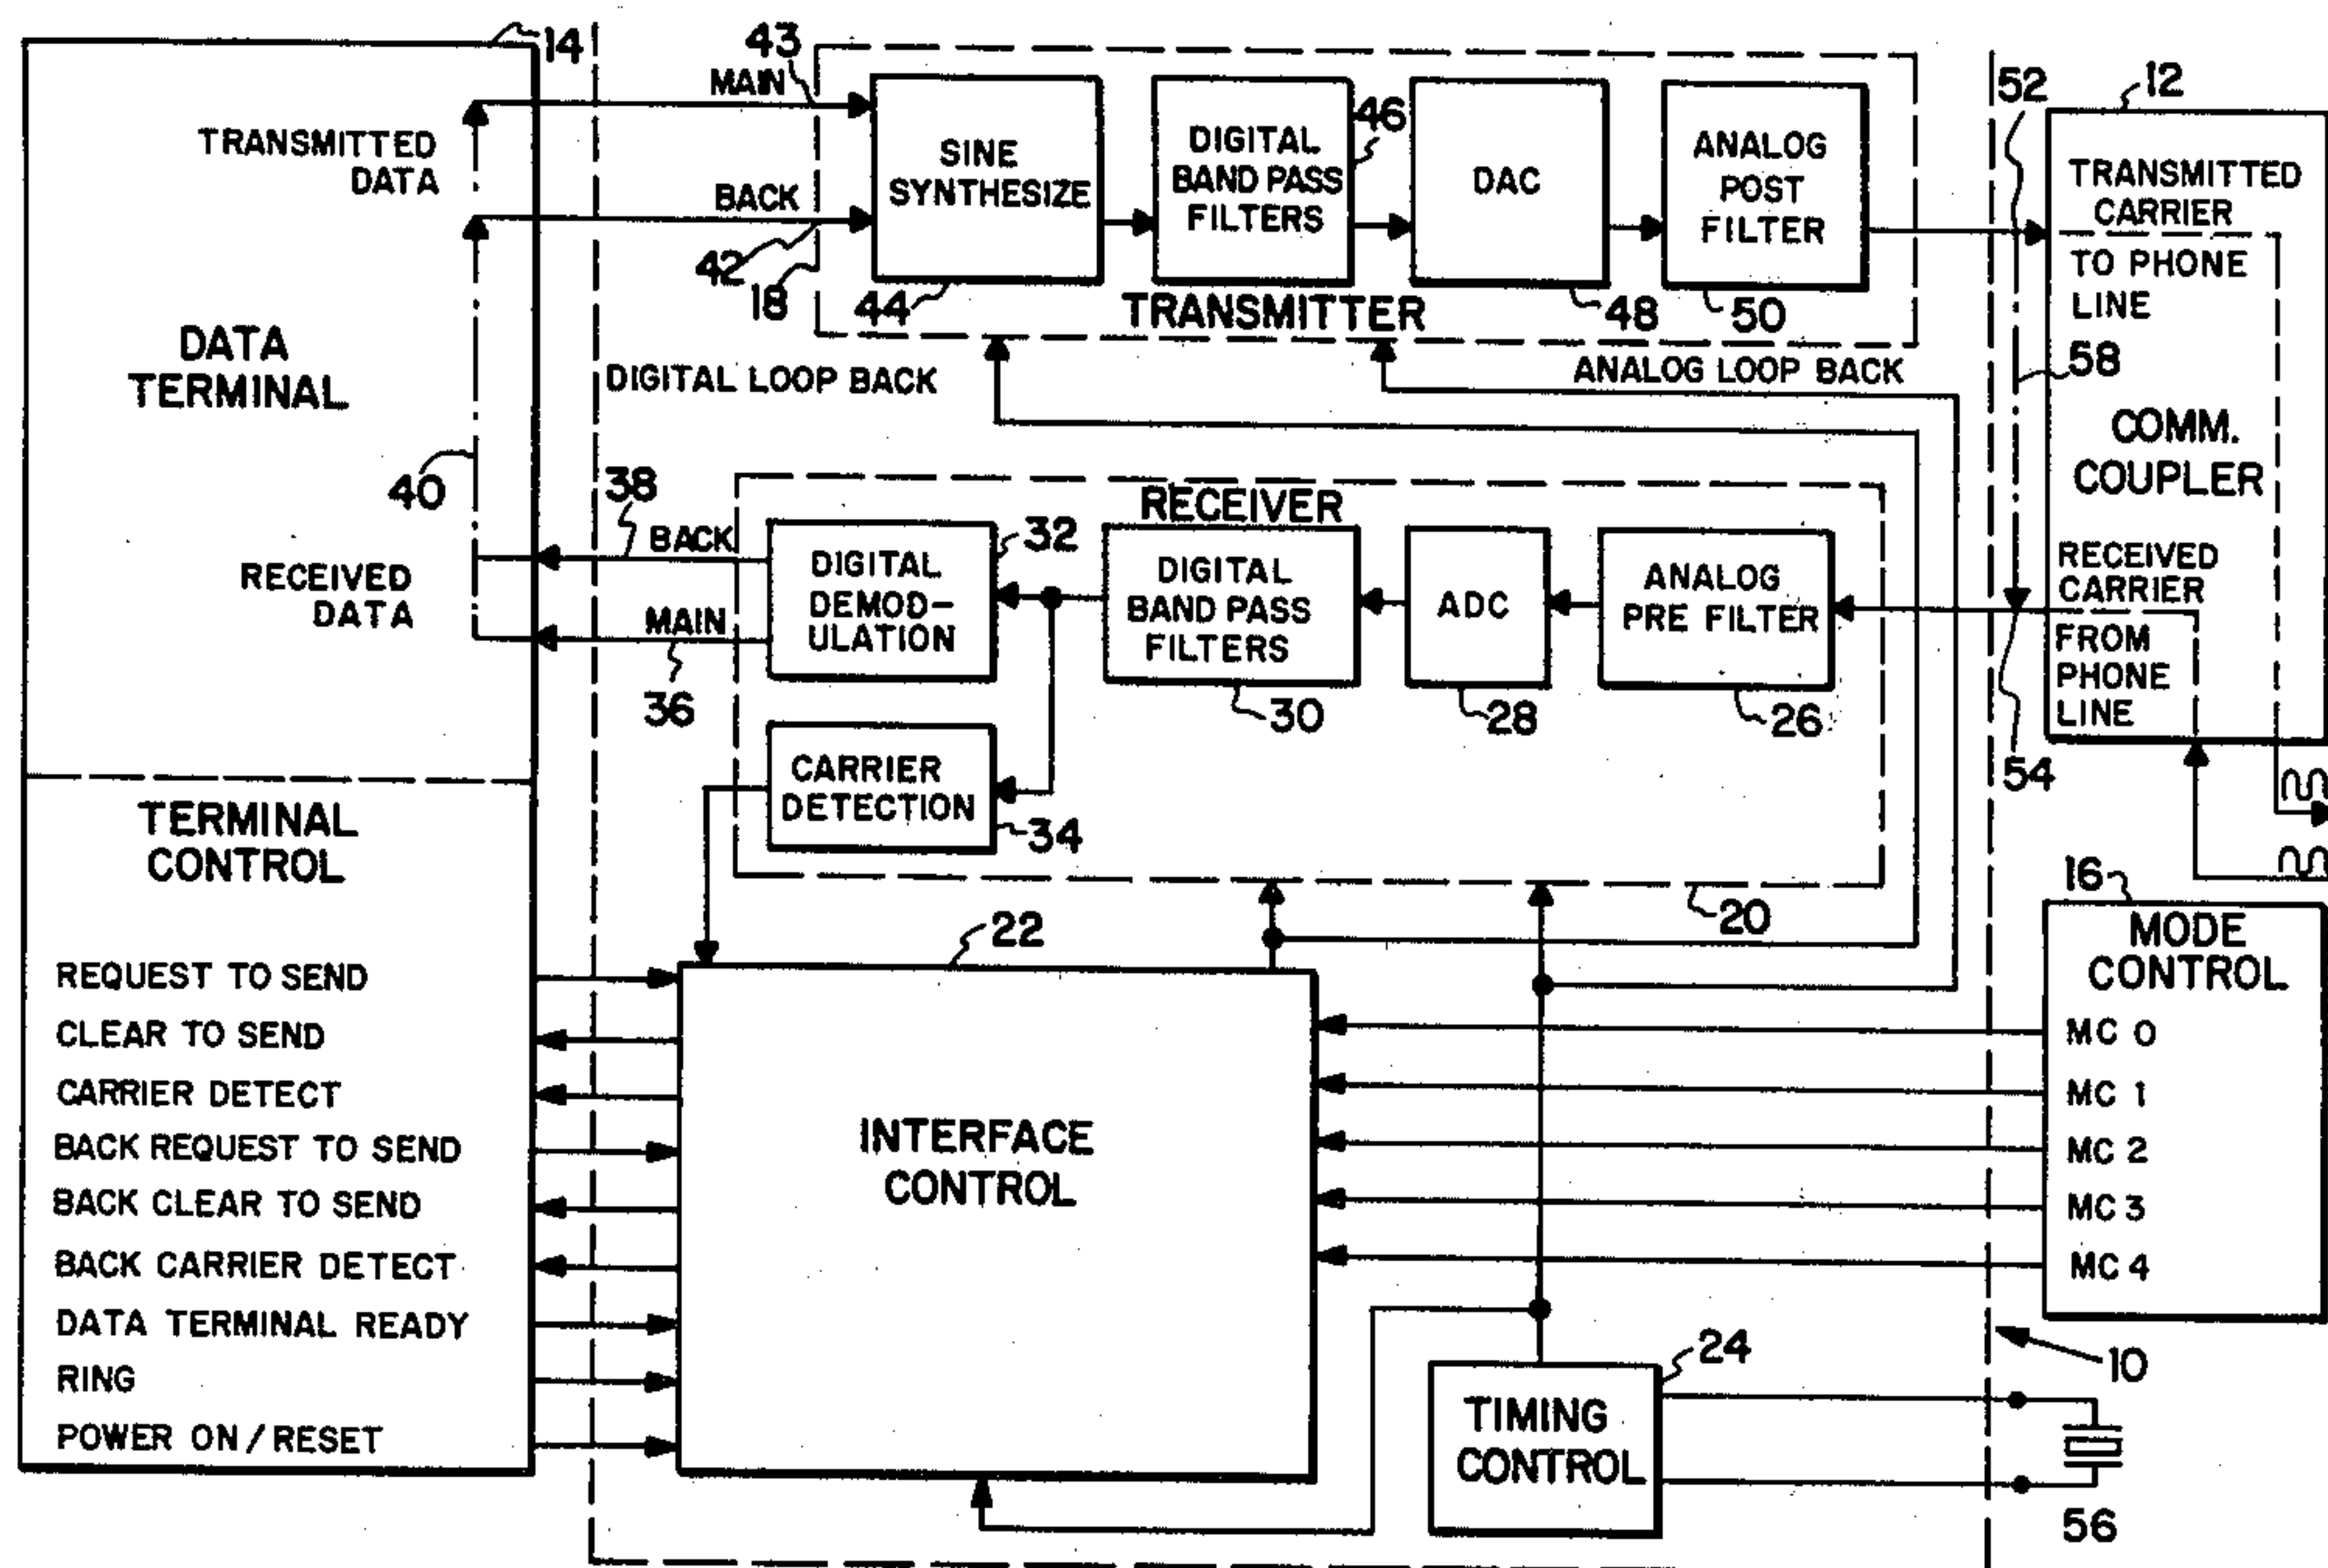 14
43
MAIN
TRANSMITTED
DATA
BACK
42
18
SINE
SYNTHESIZE
44
DIGITAL
BAND PASS
FILTERS
46
DAC
48
ANALOG
POST
FILTER
50
TRANSMITTER
52
12
TRANSMITTED
CARRIER
TO PHONE
LINE
58
COMM.
COUPLER
RECEIVED
CARRIER
FROM
PHONE
LINE
54
DATA
TERMINAL
DIGITAL LOOP BACK
ANALOG LOOP BACK
40
38
BACK
RECEIVED
DATA
MAIN
36
RECEIVER
DIGITAL
DEMOD-
ULATION
32
DIGITAL
BAND PASS
FILTERS
30
ADC
28
ANALOG
PRE FILTER
26
CARRIER
DETECTION
34
20
TERMINAL
CONTROL
REQUEST TO SEND
CLEAR TO SEND
CARRIER DETECT
BACK REQUEST TO SEND
BACK CLEAR TO SEND
BACK CARRIER DETECT
DATA TERMINAL READY
RING
POWER ON/RESET
22
INTERFACE
CONTROL
16
MODE
CONTROL
MC 0
MC 1
MC 2
MC 3
MC 4
24
TIMING
CONTROL
10
56